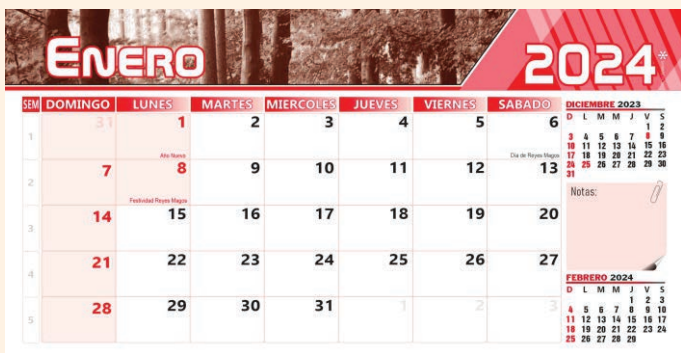 ENERO
2024*
SEM DOMINGO LUNES MARTES MIERCOLES JUEVES VIERNES SABADO
1 31 1 2 3 4 5 6
Año Nuevo
Día de Reyes Magos
2 7 8 9 10 11 12 13
Festividad Reyes Magos
3 14 15 16 17 18 19 20
4 21 22 23 24 25 26 27
5 28 29 30 31 1 2 3
DICIEMBRE 2023
D L M M J V S
1 2
3 4 5 6 7 8 9
10 11 12 13 14 15 16
17 18 19 20 21 22 23
24 25 26 27 28 29 30
31
Notas:
FEBRERO 2024
D L M M J V S
1 2 3
4 5 6 7 8 9 10
11 12 13 14 15 16 17
18 19 20 21 22 23 24
25 26 27 28 29